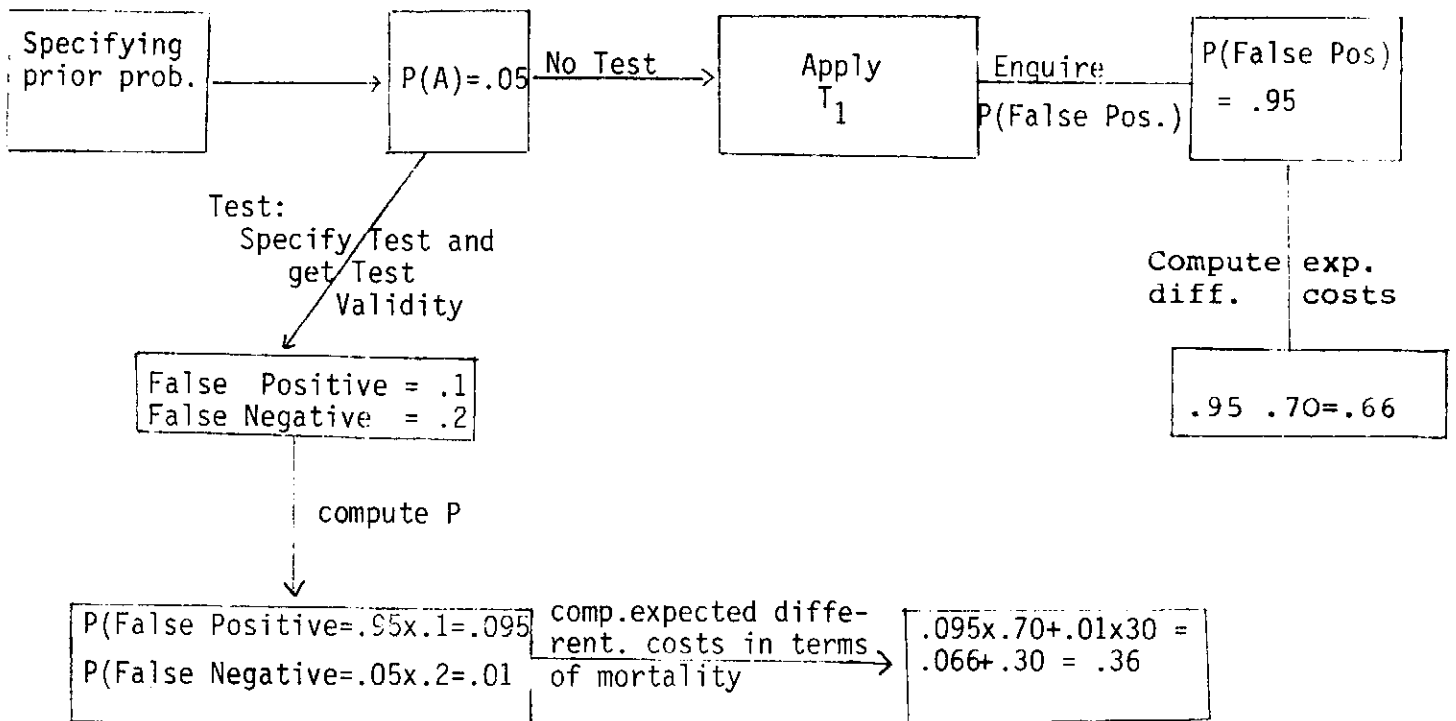 Specifying
prior prob.
P(A)=.05
No Test
Apply
T1
Enquire
P(False Pos.)
P(False Pos)
= .95
Test:
Specify Test and
get Test
Validity
Compute exp.
diff. costs
False Positive = .1
False Negative = .2
.95 .70=.66
compute P
P(False Positive=.95x.1=.095
P(False Negative=.05x.2=.01
comp.expected diffe-
rent. costs in terms
of mortality
.095x.70+.01x30 =
.066+.30 = .36